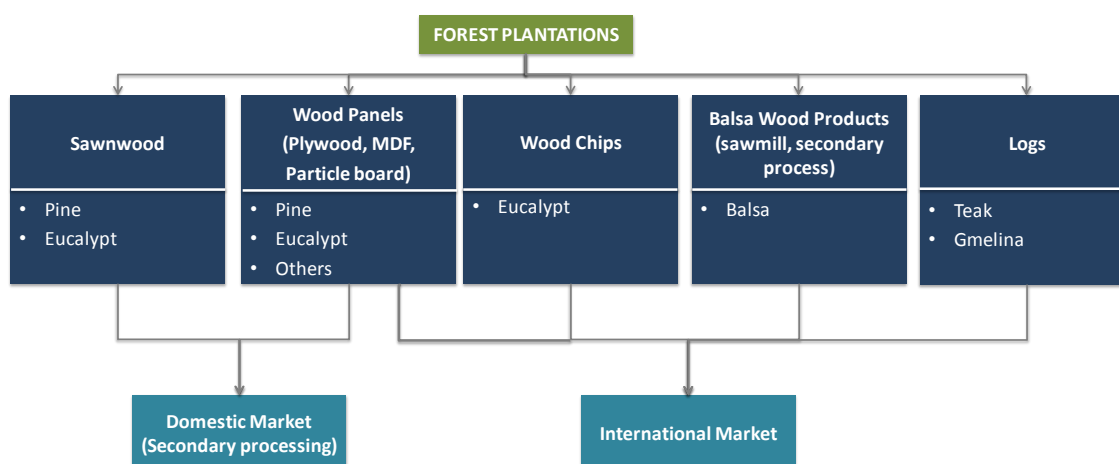 FOREST PLANTATIONS
Sawnwood
• Pine
• Eucalypt
Wood Panels
(Plywood, MDF,
Particle board)
• Pine
• Eucalypt
• Others
Wood Chips
• Eucalypt
Balsa Wood Products
(sawmill, secondary
process)
• Balsa
Logs
• Teak
• Gmelina
Domestic Market
(Secondary processing)
International Market